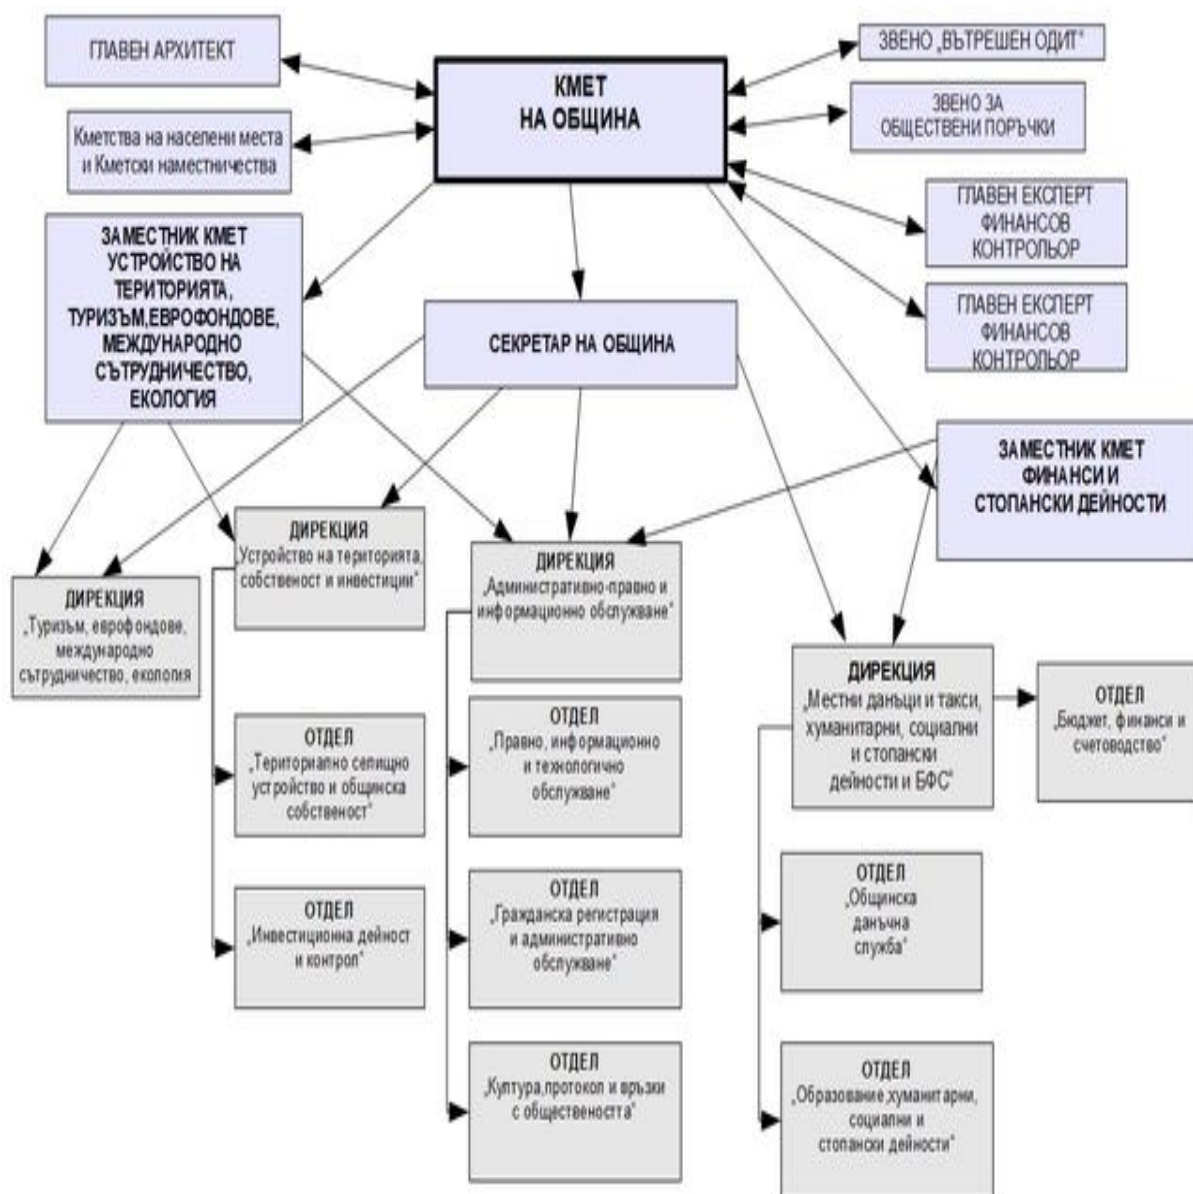 ГЛАВЕН АРХИТЕКТ
КМЕТ
НА ОБЩИНА
ЗВЕНО „ВЪТРЕШЕН ОДИТ“
ЗВЕНО ЗА
ОБЩЕСТВЕНИ ПОРЪЧКИ
Кметства на населени места
и Кметски наместничества
ГЛАВЕН ЕКСПЕРТ
ФИНАНСОВ
КОНТРОЛЬОР
ГЛАВЕН ЕКСПЕРТ
ФИНАНСОВ
КОНТРОЛЬОР
ЗАМЕСТНИК КМЕТ
УСТРОЙСТВО НА
ТЕРИТОРИЯТА,
ТУРИЗЪМ,ЕВРОФОНДОВЕ,
МЕЖДУНАРОДНО
СЪТРУДНИЧЕСТВО,
ЕКОЛОГИЯ
СЕКРЕТАР НА ОБЩИНА
ЗАМЕСТНИК КМЕТ
ФИНАНСИ И
СТОПАНСКИ ДЕЙНОСТИ
ДИРЕКЦИЯ
„Туризъм, еврофондове,
международно
сътрудничество, екология
ДИРЕКЦИЯ
„Устройство на територията,
собственост и инвестиции“
ДИРЕКЦИЯ
„Административно-правно и
информационно обслужване“
ДИРЕКЦИЯ
„Местни данъци и такси,
хуманитарни, социални
и стопански
дейности и БФС“
ОТДЕЛ
„Бюджет, финанси и
счетоводство“
ОТДЕЛ
„Териториално селищно
устройство и общинска
собственост“
ОТДЕЛ
„Инвестиционна дейност
и контрол“
ОТДЕЛ
„Правно, информационно
и технологично
обслужване“
ОТДЕЛ
„Гражданска регистрация
и административно
обслужване“
ОТДЕЛ
„Култура,протокол и връзки
с обществеността“
ОТДЕЛ
„Общинска
данъчна
служба“
ОТДЕЛ
„Образование,хуманитарни,
социални и
стопански дейности“